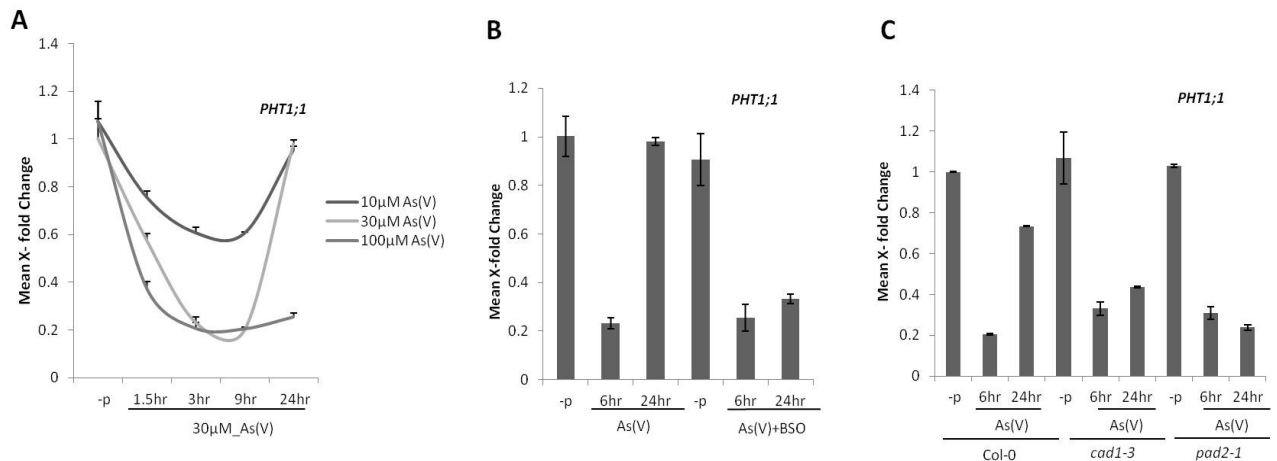 A
1.4
1.2
1
0.8
0.6
0.4
0.2
0
Mean X- fold Change
PHT1;1
10µM As(V)
30µM As(V)
100µM As(V)
-p 1.5hr 3hr 9hr 24hr
30µM_As(V)
B
1.2
1
0.8
0.6
0.4
0.2
0
Mean X-fold Change
PHT1;1
-p 6hr 24hr -p 6hr 24hr
As(V) As(V)+BSO
C
1.4
1.2
1
0.8
0.6
0.4
0.2
0
Mean X- fold Change
PHT1;1
-p 6hr 24hr -p 6hr 24hr -p 6hr 24hr
As(V) As(V) As(V)
Col-0 cad1-3 pad2-1